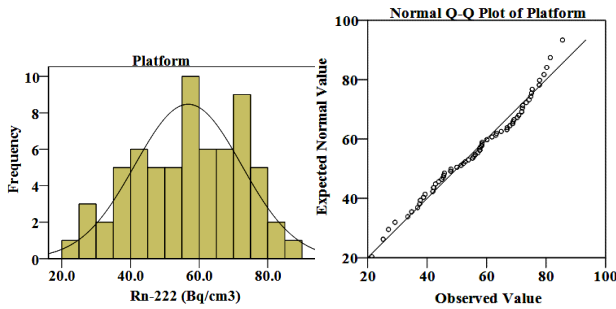 Platform
Frequency
10
8
6
4
2
0
20.0 40.0 60.0 80.0
Rn-222 (Bq/cm3)
Normal Q-Q Plot of Platform
Expected Normal Value
100
80
60
40
20
20 40 60 80 100
Observed Value